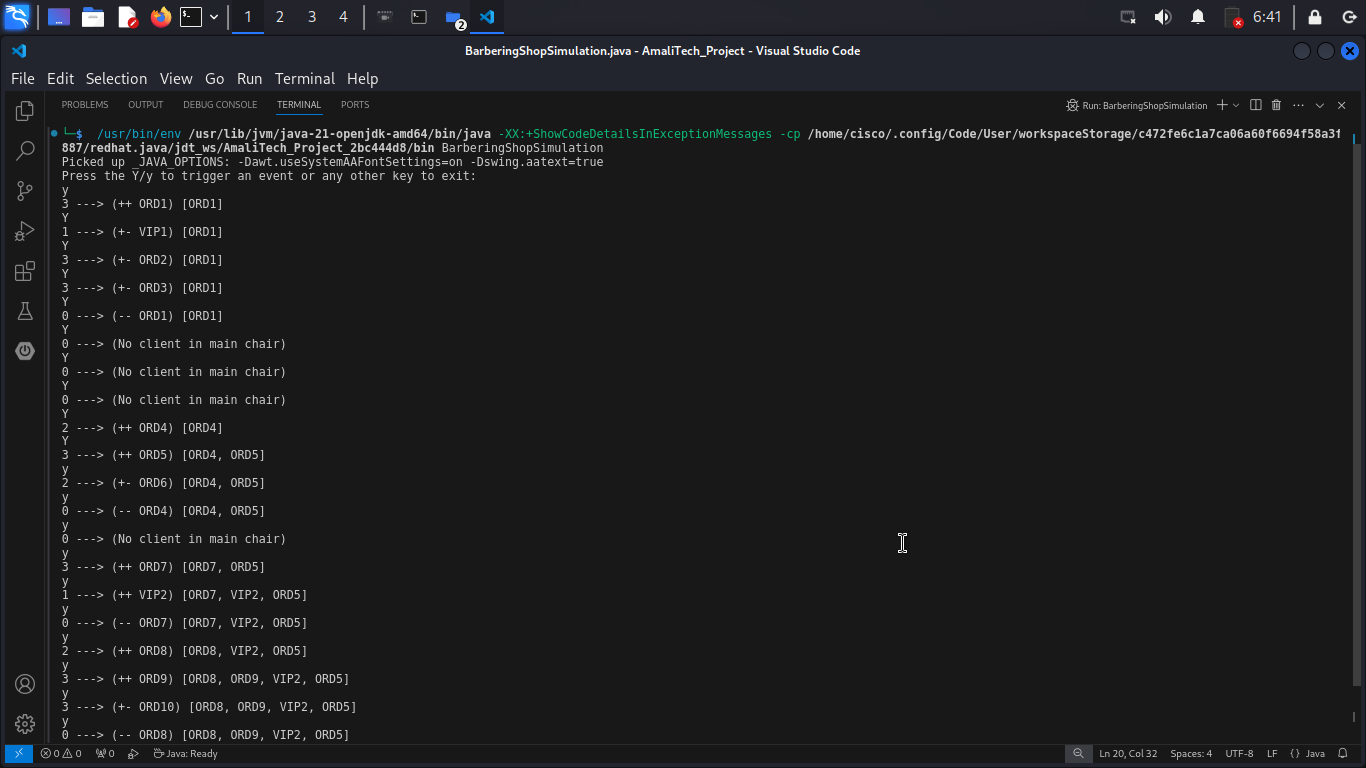 1 2 3 4 2 6:41
BarberingShopSimulation.java - AmaliTech_Project - Visual Studio Code
File Edit Selection View Go Run Terminal Help
PROBLEMS OUTPUT DEBUG CONSOLE TERMINAL PORTS Run: BarberingShopSimulation
└─$ /usr/bin/env /usr/lib/jvm/java-21-openjdk-amd64/bin/java -XX:+ShowCodeDetailsInExceptionMessages -cp /home/cisco/.config/Code/User/workspaceStorage/c472fe6c1a7ca06a60f6694f58a3f
887/redhat.java/jdt_ws/AmaliTech_Project_2bc444d8/bin BarberingShopSimulation
Picked up _JAVA_OPTIONS: -Dawt.useSystemAAFontSettings=on -Dswing.aatext=true
Press the Y/y to trigger an event or any other key to exit:
y
3 ---> (++ ORD1) [ORD1]
Y
1 ---> (+- VIP1) [ORD1]
Y
3 ---> (+- ORD2) [ORD1]
Y
3 ---> (+- ORD3) [ORD1]
Y
0 ---> (-- ORD1) [ORD1]
Y
0 ---> (No client in main chair)
Y
0 ---> (No client in main chair)
Y
0 ---> (No client in main chair)
Y
2 ---> (++ ORD4) [ORD4]
Y
3 ---> (++ ORD5) [ORD4, ORD5]
y
2 ---> (+- ORD6) [ORD4, ORD5]
y
0 ---> (-- ORD4) [ORD4, ORD5]
y
0 ---> (No client in main chair)
y
3 ---> (++ ORD7) [ORD7, ORD5]
y
1 ---> (++ VIP2) [ORD7, VIP2, ORD5]
y
0 ---> (-- ORD7) [ORD7, VIP2, ORD5]
y
2 ---> (++ ORD8) [ORD8, VIP2, ORD5]
y
3 ---> (++ ORD9) [ORD8, ORD9, VIP2, ORD5]
y
3 ---> (+- ORD10) [ORD8, ORD9, VIP2, ORD5]
y
0 ---> (-- ORD8) [ORD8, ORD9, VIP2, ORD5]
0 0 0 Java: Ready Ln 20, Col 32 Spaces: 4 UTF-8 LF {} Java